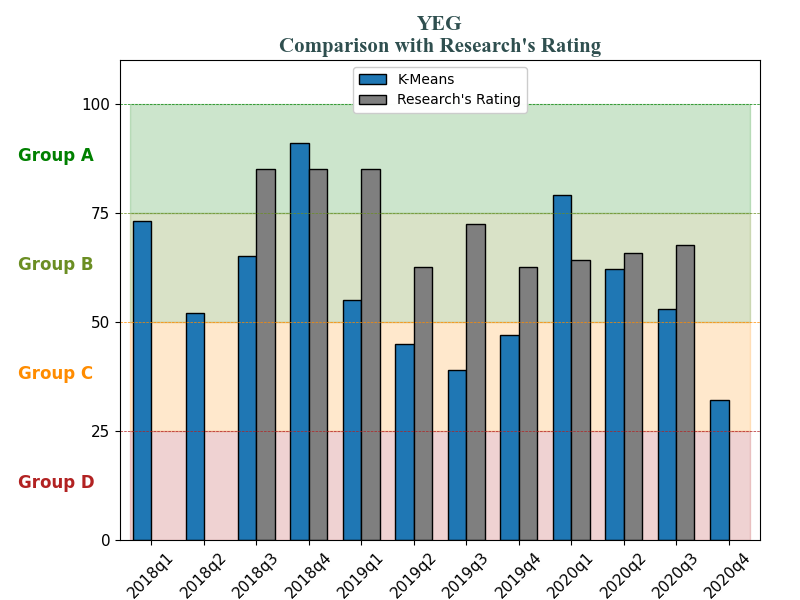 YEG
Comparison with Research's Rating
K-Means
Research's Rating
100
Group A
75
Group B
50
Group C
25
Group D
0
2018q1
2018q2
2018q3
2018q4
2019q1
2019q2
2019q3
2019q4
2020q1
2020q2
2020q3
2020q4